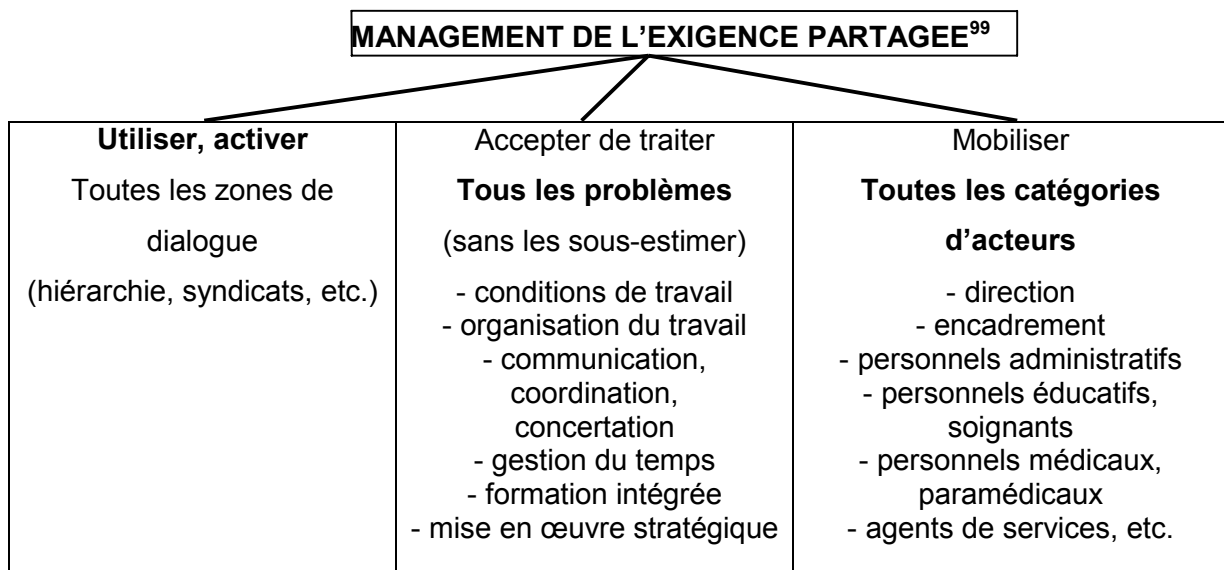 MANAGEMENT DE L'EXIGENCE PARTAGEE99
Utiliser, activer
Toutes les zones de
dialogue
(hiérarchie, syndicats, etc.)
Accepter de traiter
Tous les problèmes
(sans les sous-estimer)
- conditions de travail
- organisation du travail
- communication,
coordination,
concertation
- gestion du temps
- formation intégrée
- mise en œuvre stratégique
Mobiliser
Toutes les catégories
d'acteurs
- direction
- encadrement
- personnels administratifs
- personnels éducatifs,
soignants
- personnels médicaux,
paramédicaux
- agents de services, etc.